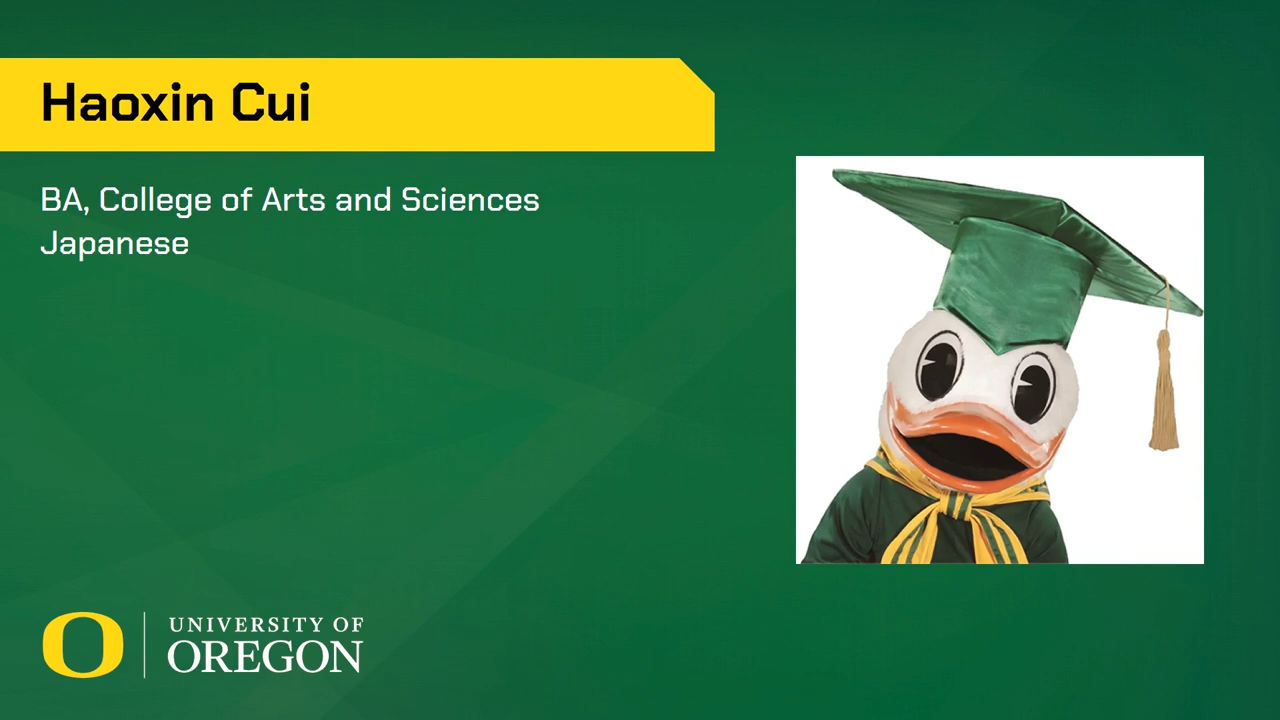 Haoxin Cui
BA, College of Arts and Sciences
Japanese
O
UNIVERSITY OF
OREGON